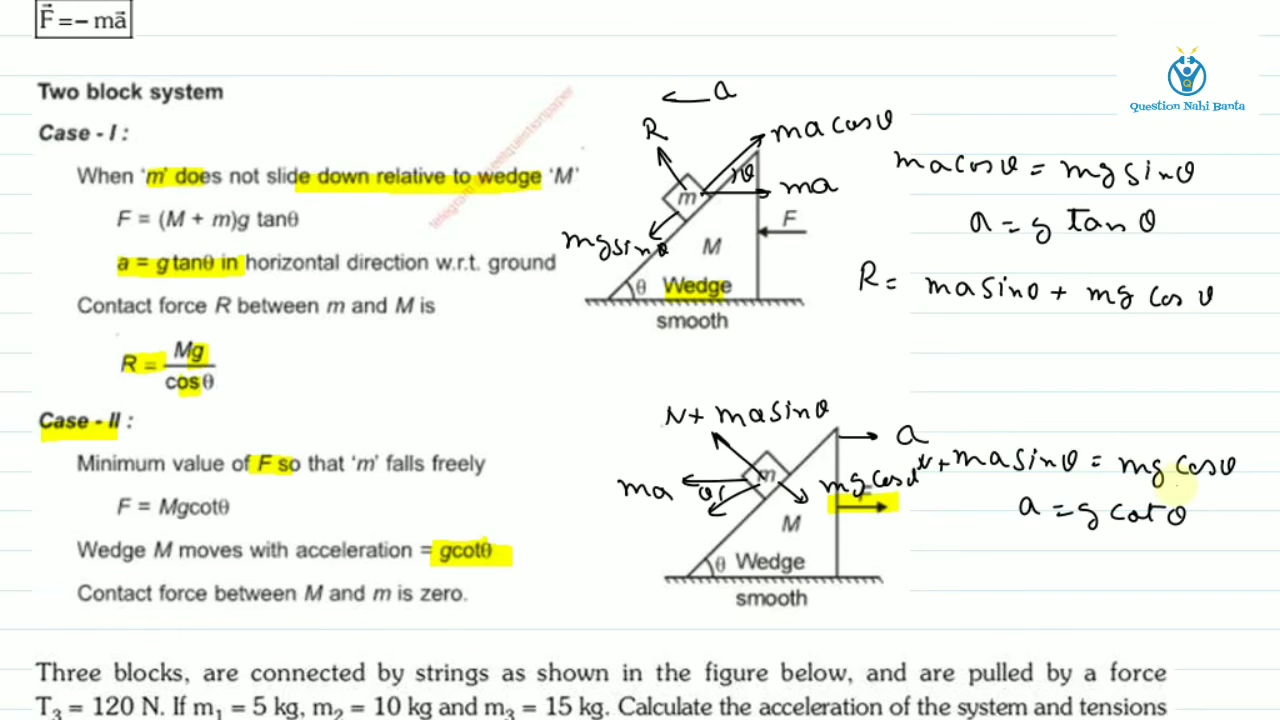 F⃗ = − ma⃗
Question Nahi Banta
Two block system
Case - I :
When ‘m’ does not slide down relative to wedge ‘M’
F = (M + m)g tanθ
a = g tanθ in horizontal direction w.r.t. ground
Contact force R between m and M is
R = Mg / cosθ
a
R
ma cosθ
m
θ
ma
F
mg sinθ
M
θ Wedge
smooth
ma cosθ = mg sinθ
a = g tanθ
R = ma sinθ + mg cosθ
Case - II :
Minimum value of F so that ‘m’ falls freely
F = Mgcotθ
Wedge M moves with acceleration = gcotθ
Contact force between M and m is zero.
N + ma sinθ
a
m
ma
mg cosθ
M
θ Wedge
smooth
N + ma sinθ = mg cosθ
a = g cotθ
Three blocks, are connected by strings as shown in the figure below, and are pulled by a force
T₃ = 120 N. If m₁ = 5 kg, m₂ = 10 kg and m₃ = 15 kg. Calculate the acceleration of the system and tensions